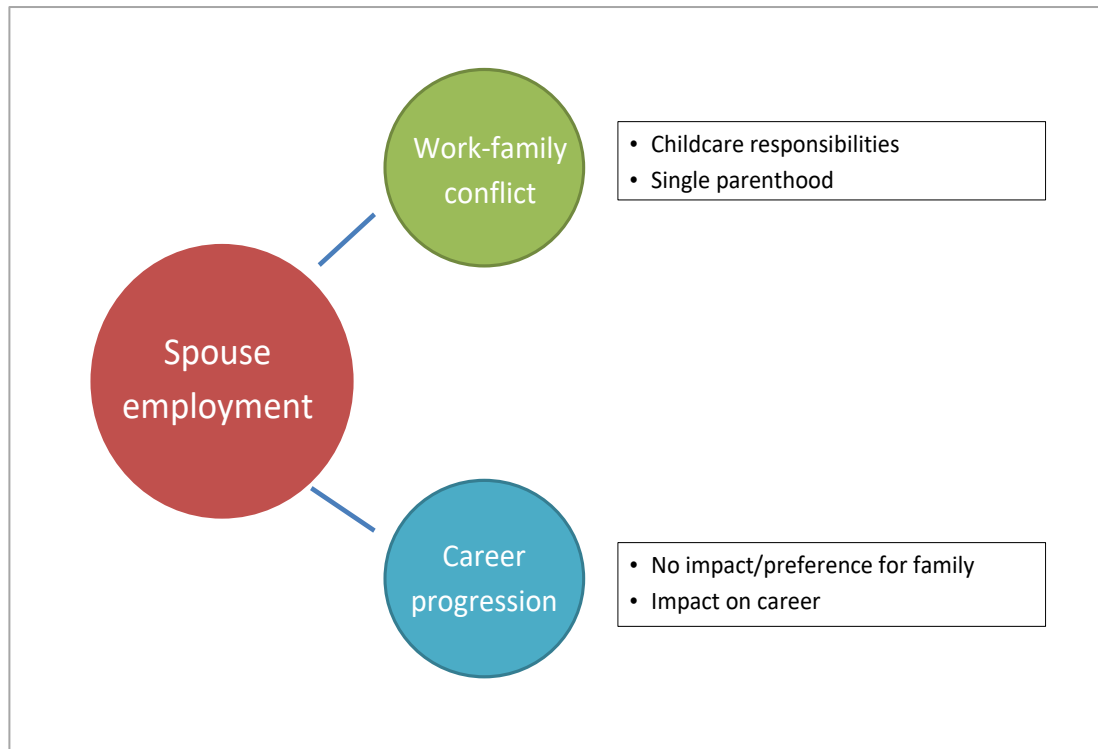 Work-family
conflict
• Childcare responsibilities
• Single parenthood
Spouse
employment
Career
progression
• No impact/preference for family
• Impact on career